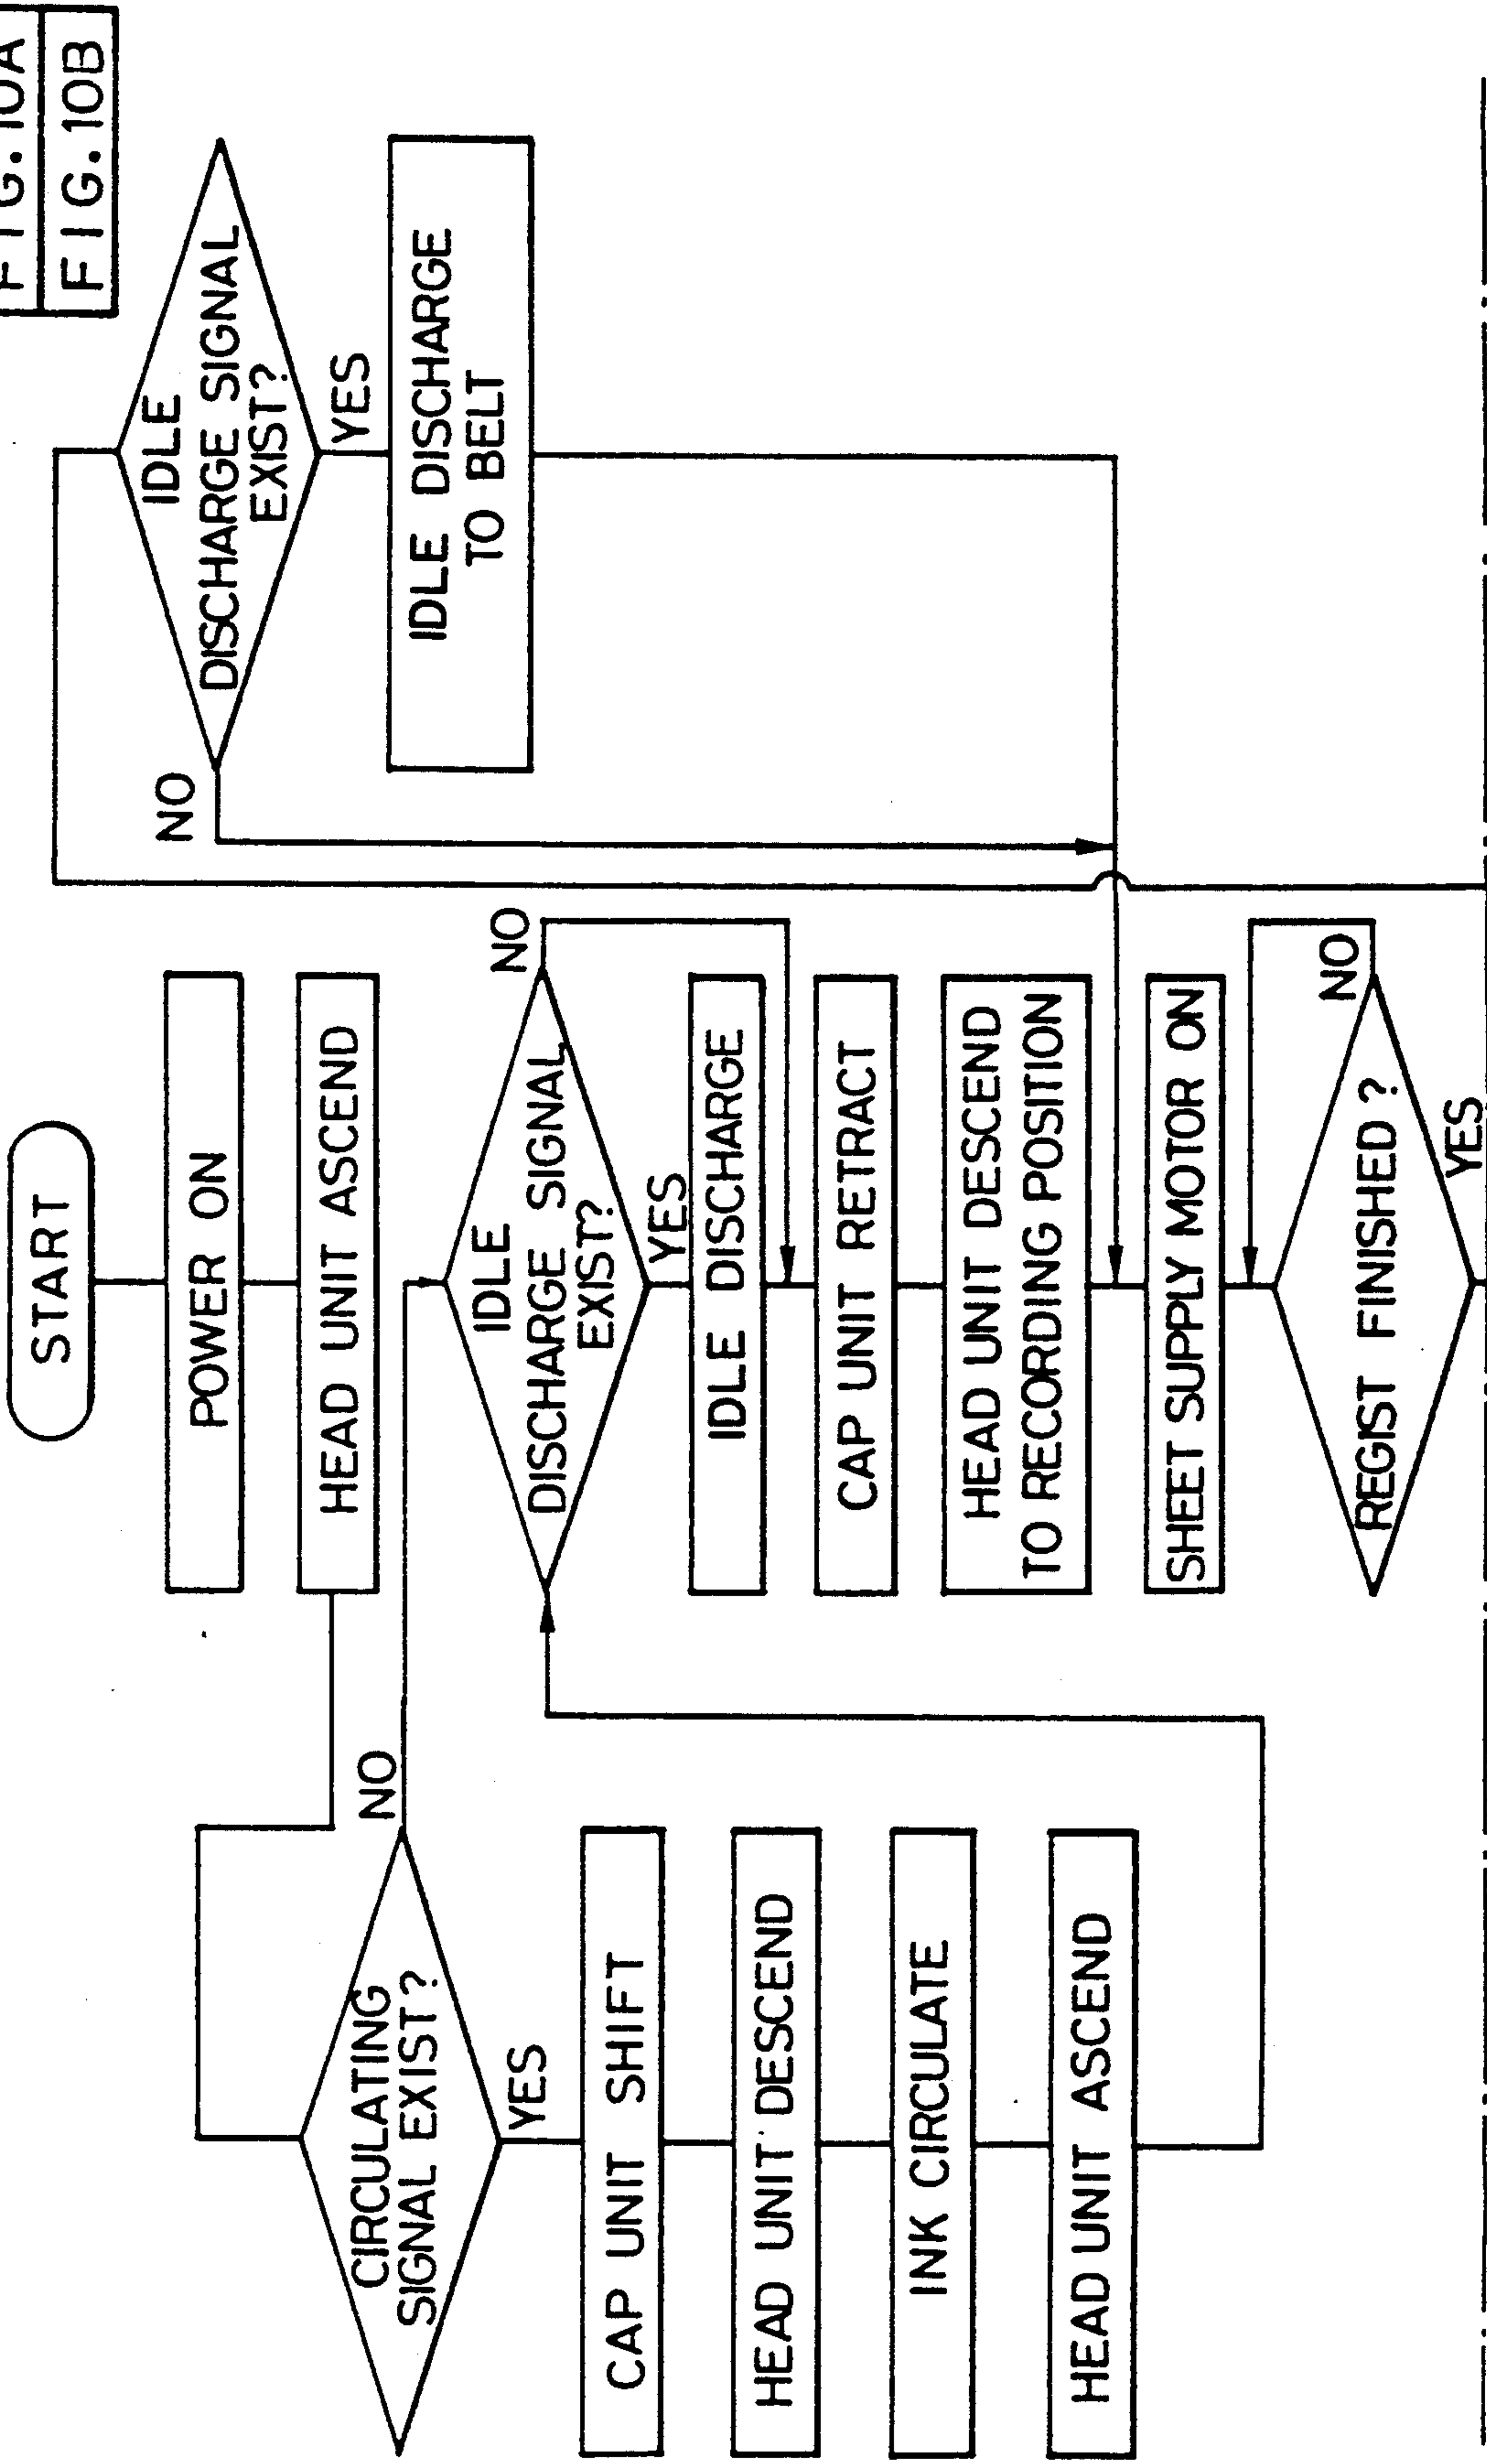 FIG.10A
FIG.10B
START
POWER ON
HEAD UNIT ASCEND
CIRCULATING
SIGNAL EXIST?
NO
YES
CAP UNIT SHIFT
HEAD UNIT DESCEND
INK CIRCULATE
HEAD UNIT ASCEND
IDLE
DISCHARGE SIGNAL
EXIST?
NO
YES
IDLE DISCHARGE
CAP UNIT RETRACT
HEAD UNIT DESCEND
TO RECORDING POSITION
SHEET SUPPLY MOTOR ON
REGIST FINISHED ?
NO
YES
IDLE
DISCHARGE SIGNAL
EXIST?
NO
YES
IDLE DISCHARGE
TO BELT